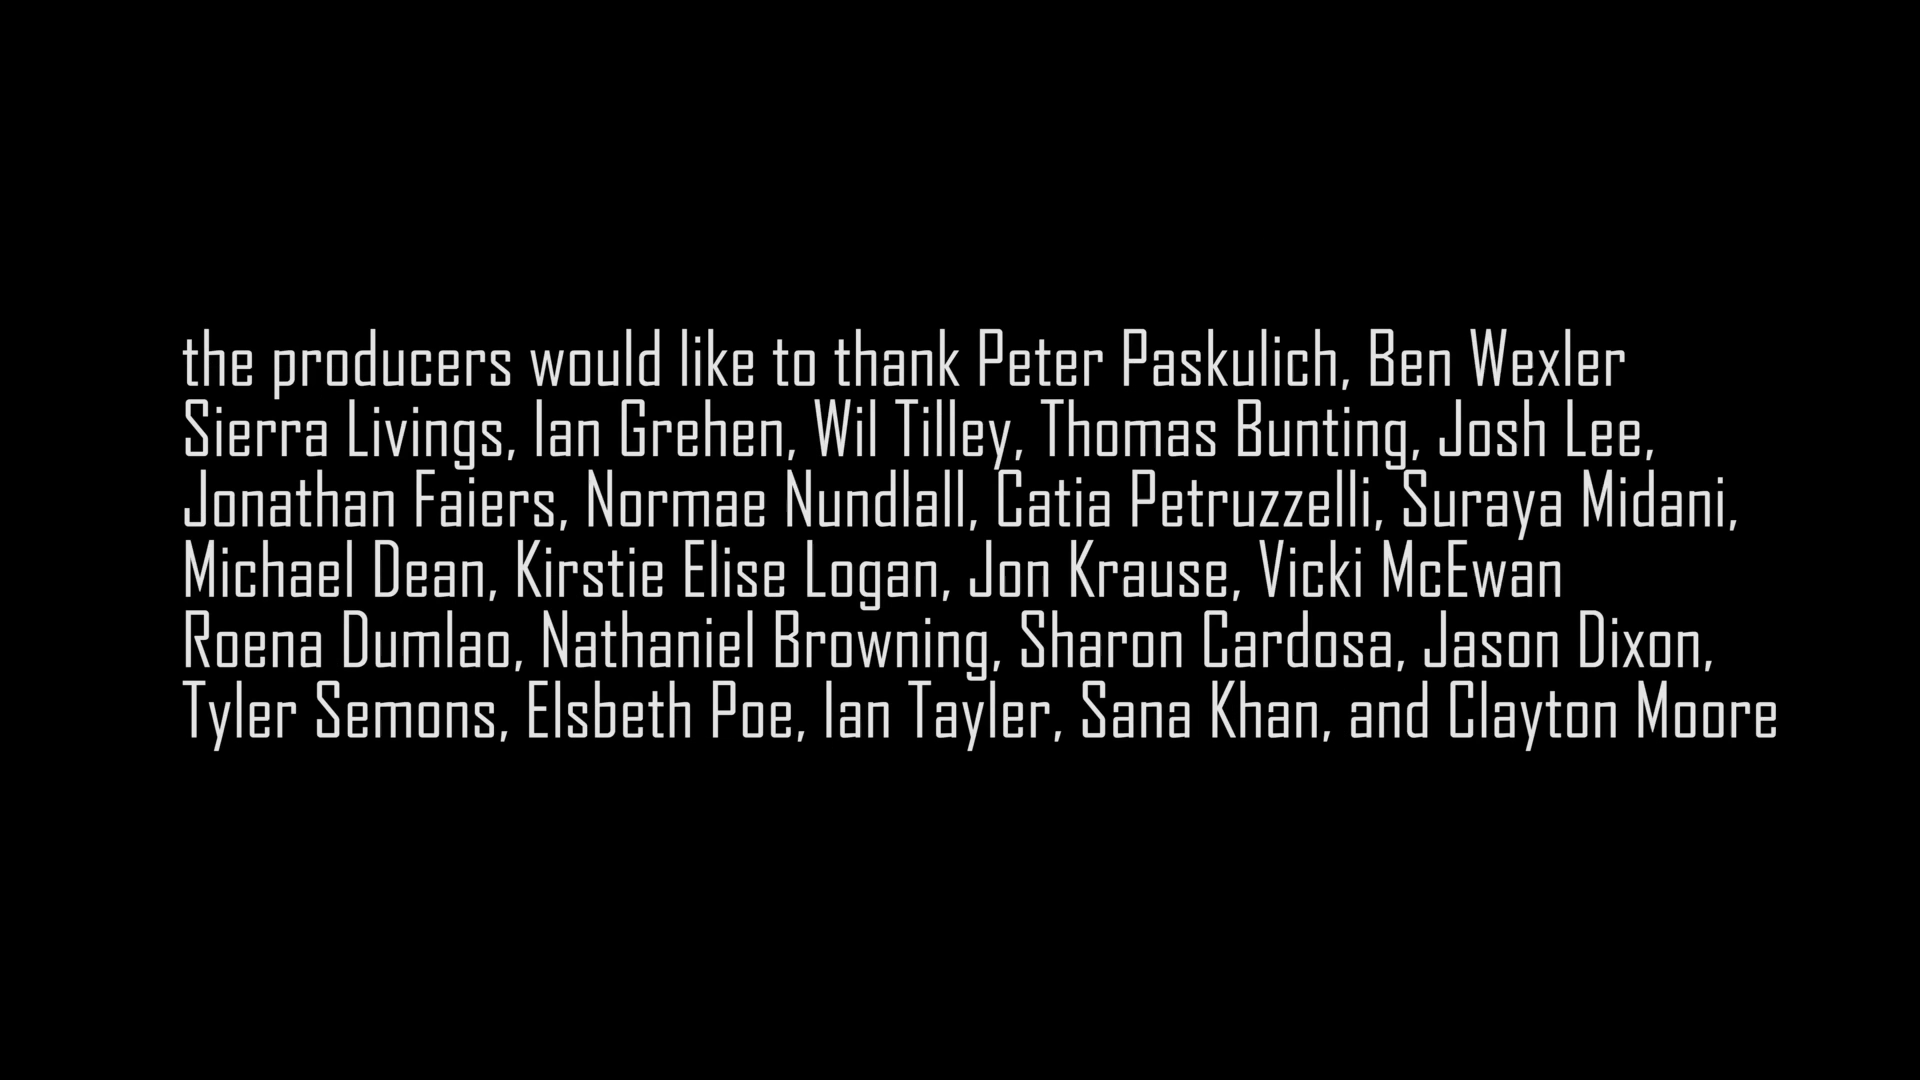 the producers would like to thank Peter Paskulich, Ben Wexler
Sierra Livings, Ian Grehen, Wil Tilley, Thomas Bunting, Josh Lee,
Jonathan Faiers, Normae Nundlall, Catia Petruzzelli, Suraya Midani,
Michael Dean, Kirstie Elise Logan, Jon Krause, Vicki McEwan
Roena Dumlao, Nathaniel Browning, Sharon Cardosa, Jason Dixon,
Tyler Semons, Elsbeth Poe, Ian Tayler, Sana Khan, and Clayton Moore